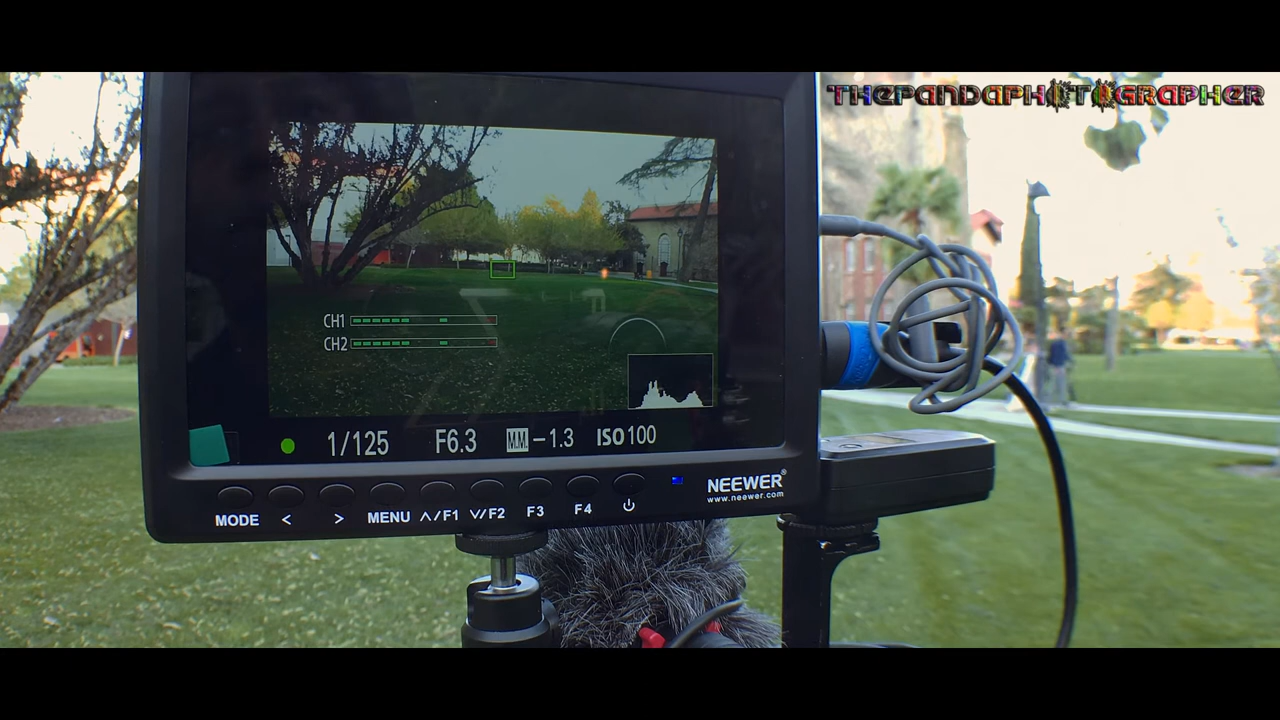 THEPANDAPHOTOGRAPHER
CH1
CH2
1/125 F6.3 M.M. −1.3 ISO 100
NEEWER®
www.neewer.com
MODE < > MENU ∧/F1 ∨/F2 F3 F4